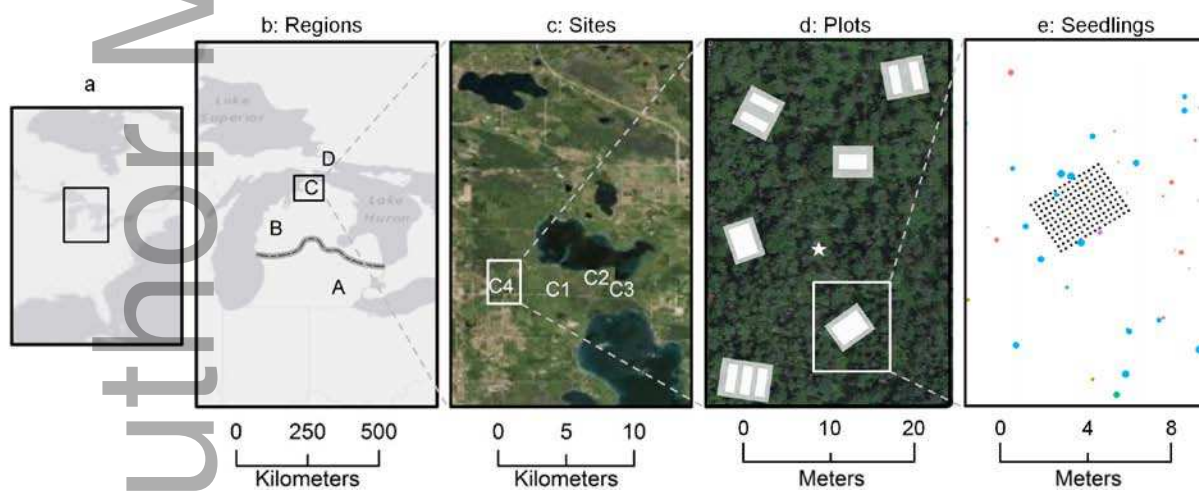 b: Regions
c: Sites
d: Plots
e: Seedlings
a
Lake
Superior
D
C
Lake
Huron
B
A
C4
C1
C2
C3
0 250 500
Kilometers
0 5 10
Kilometers
0 10 20
Meters
0 4 8
Meters
uthor M